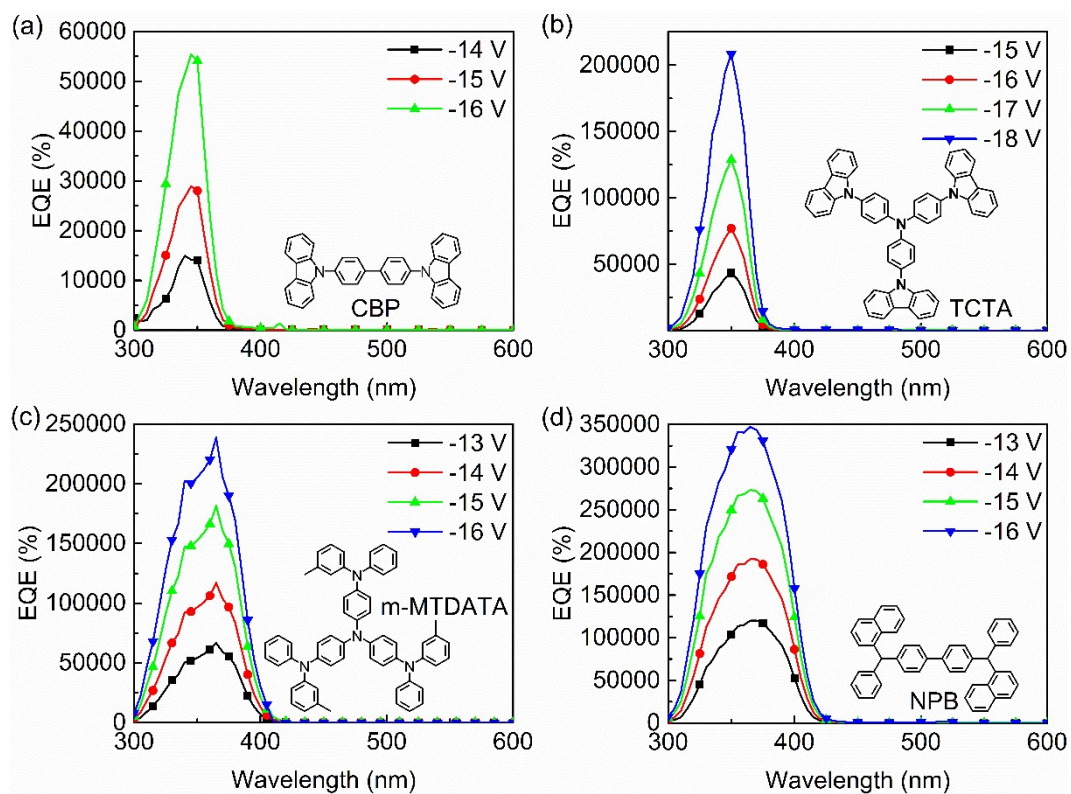 (a)
60000
50000
40000
30000
20000
10000
0
EQE (%)
-14 V
-15 V
-16 V
N
N
CBP
300 400 500 600
Wavelength (nm)
(b)
200000
150000
100000
50000
EQE (%)
-15 V
-16 V
-17 V
-18 V
N
N
N
N
TCTA
300 400 500 600
Wavelength (nm)
(c)
250000
200000
150000
100000
50000
0
EQE (%)
-13 V
-14 V
-15 V
-16 V
N
m-MTDATA
N
N
N
300 400 500 600
Wavelength (nm)
(d)
350000
300000
250000
200000
150000
100000
50000
0
EQE (%)
-13 V
-14 V
-15 V
-16 V
NPB
300 400 500 600
Wavelength (nm)